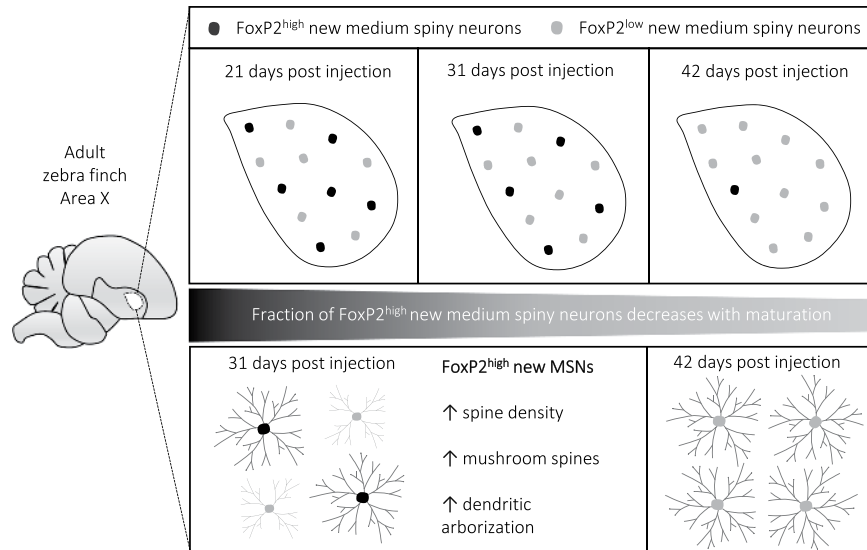 FoxP2high new medium spiny neurons
FoxP2low new medium spiny neurons
21 days post injection
31 days post injection
42 days post injection
Adult
zebra finch
Area X
Fraction of FoxP2high new medium spiny neurons decreases with maturation
31 days post injection
FoxP2high new MSNs
↑ spine density
↑ mushroom spines
↑ dendritic
arborization
42 days post injection